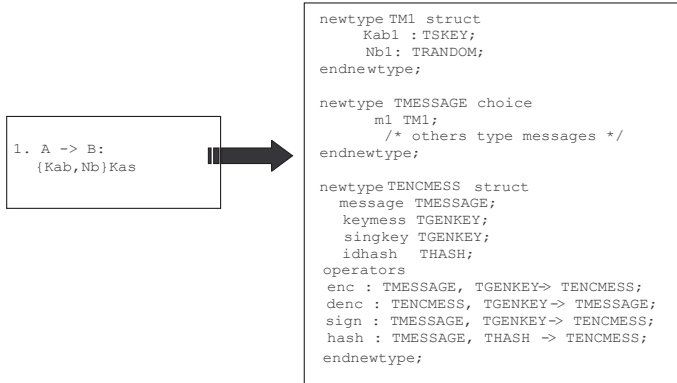 1. A -> B:
{Kab,Nb}Kas
newtype TM1 struct
Kab1 : TSKEY;
Nb1: TRANDOM;
endnewtype;
newtype TMESSAGE choice
m1 TM1;
/* others type messages */
endnewtype;
newtype TENCMESS struct
message TMESSAGE;
keymess TGENKEY;
singkey TGENKEY;
idhash THASH;
operators
enc : TMESSAGE, TGENKEY-> TENCMESS;
denc : TENCMESS, TGENKEY-> TMESSAGE;
sign : TMESSAGE, TGENKEY-> TENCMESS;
hash : TMESSAGE, THASH -> TENCMESS;
endnewtype;